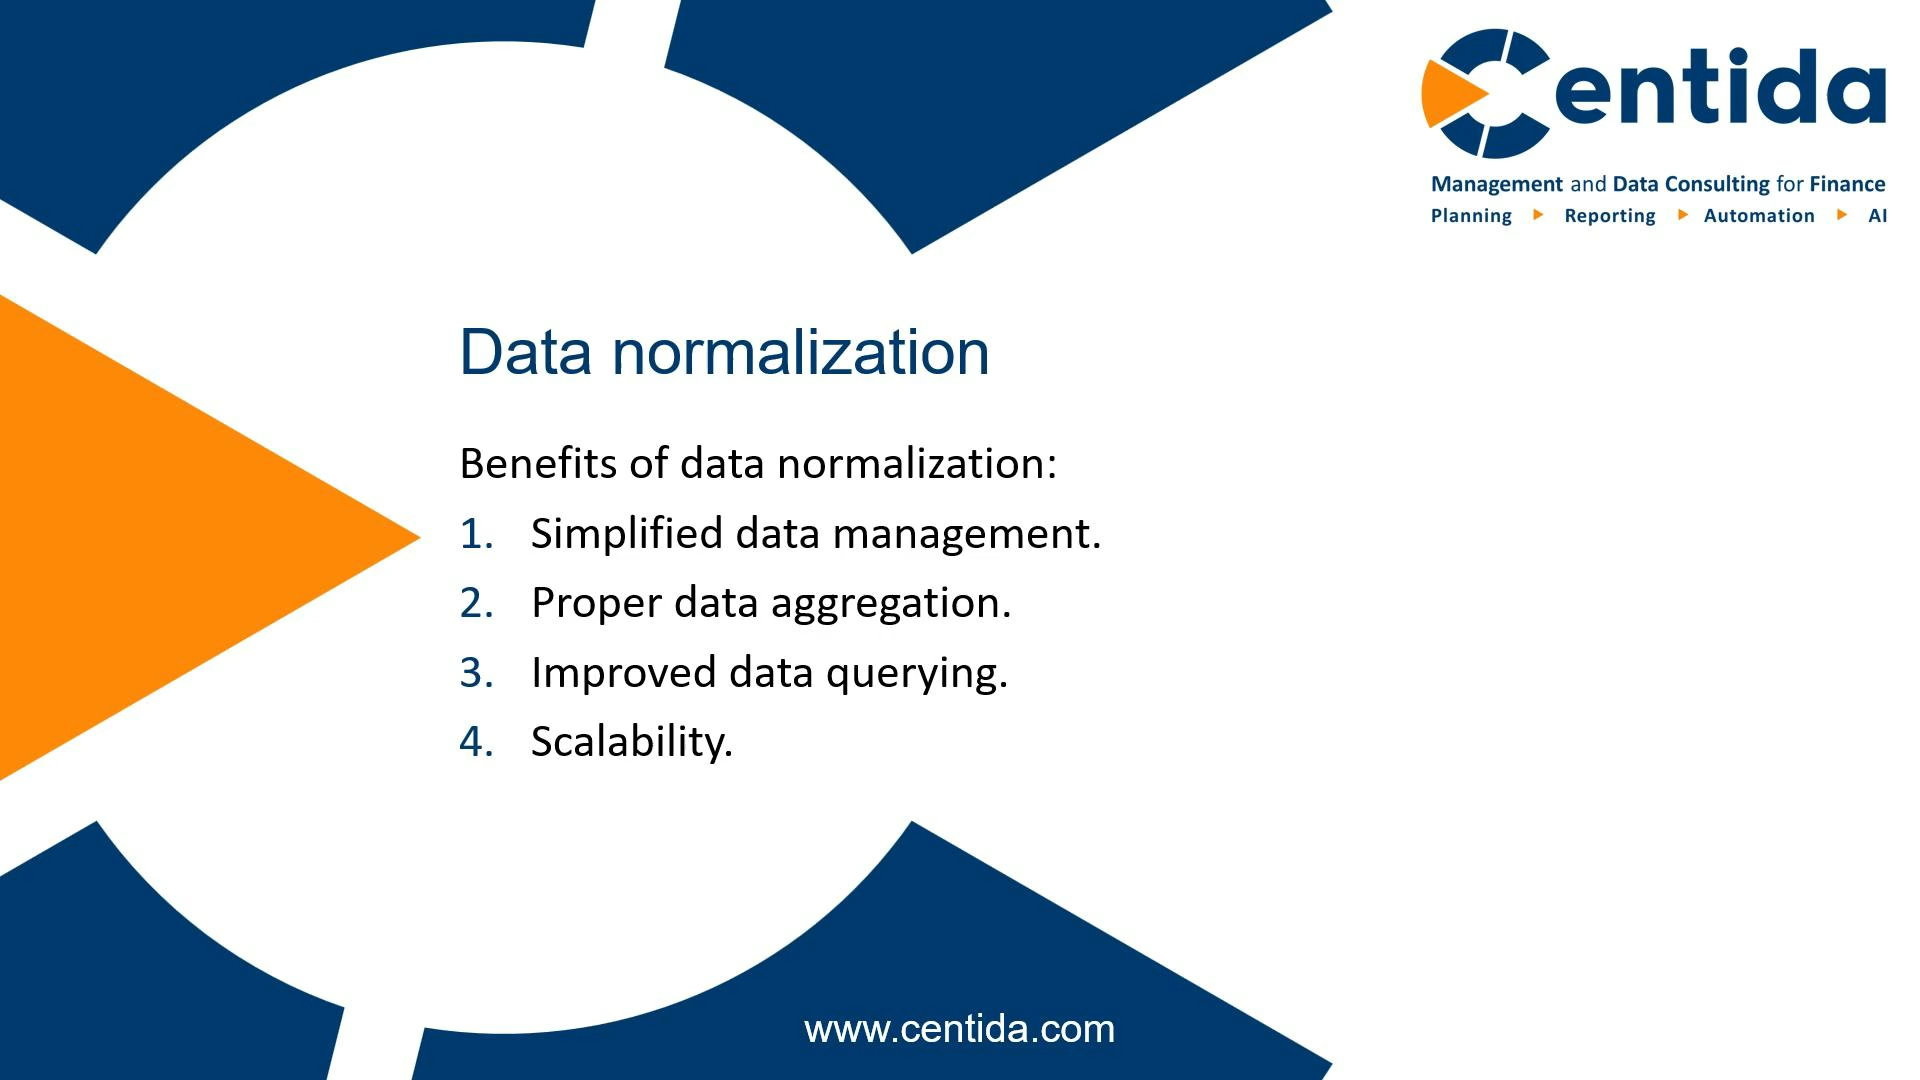 Centida
Management and Data Consulting for Finance
Planning Reporting Automation AI
Data normalization
Benefits of data normalization:
1. Simplified data management.
2. Proper data aggregation.
3. Improved data querying.
4. Scalability.
www.centida.com